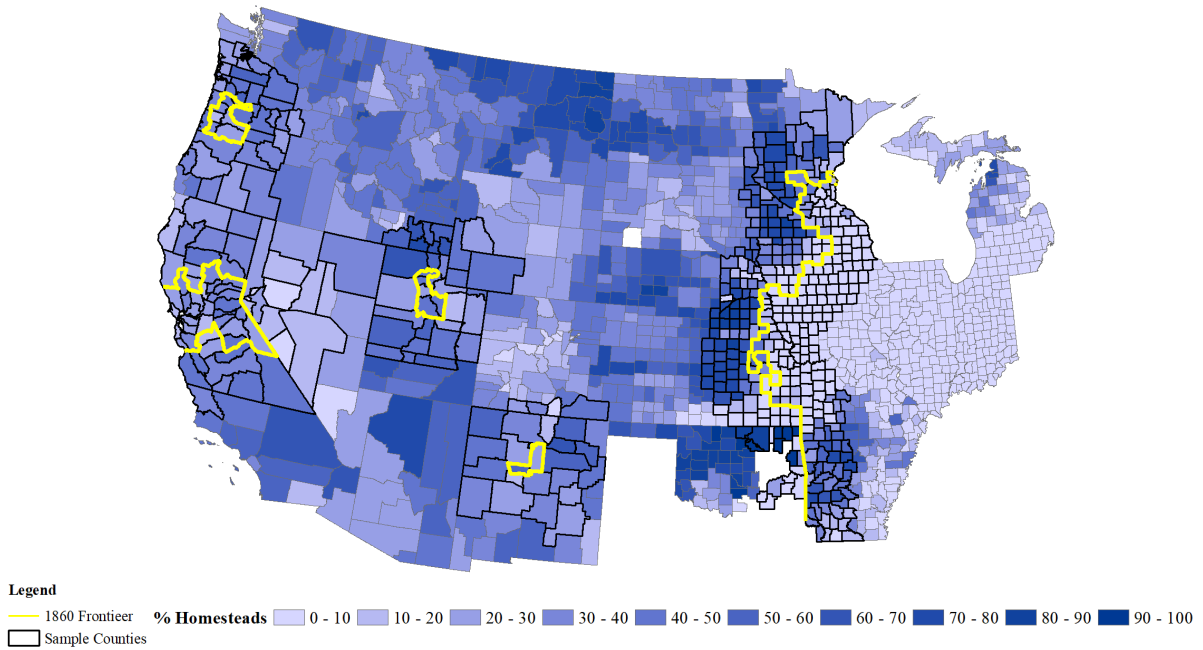 Legend
1860 Frontieer
Sample Counties
% Homesteads
0 - 10
10 - 20
20 - 30
30 - 40
40 - 50
50 - 60
60 - 70
70 - 80
80 - 90
90 - 100